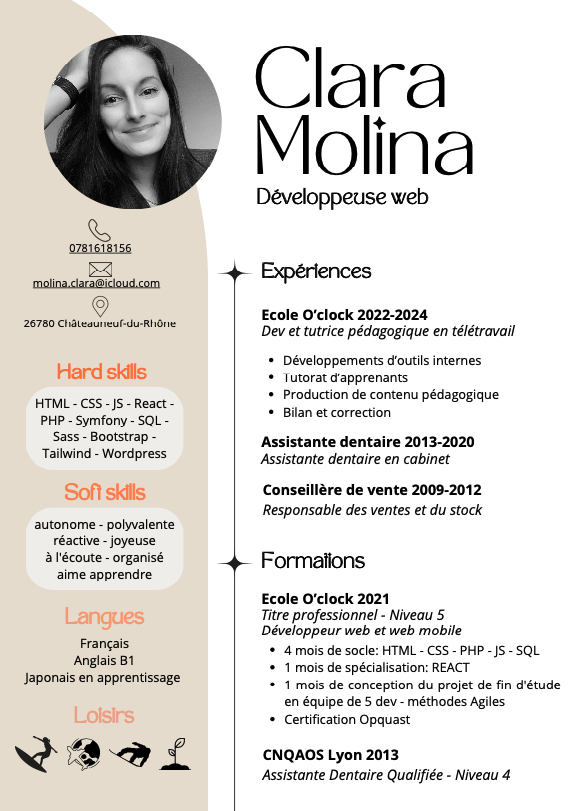 Clara
Molina
Développeuse web
0781618156
molina.clara@icloud.com
26780 Châteauneuf-du-Rhône
Hard skills
HTML - CSS - JS - React -
PHP - Symfony - SQL -
Sass - Bootstrap -
Tailwind - Wordpress
Soft skills
autonome - polyvalente
réactive - joyeuse
à l'écoute - organisé
aime apprendre
Langues
Français
Anglais B1
Japonais en apprentissage
Loisirs
Expériences
Ecole O'clock 2022-2024
Dev et tutrice pédagogique en télétravail
• Développements d'outils internes
• Tutorat d'apprenants
• Production de contenu pédagogique
• Bilan et correction
Assistante dentaire 2013-2020
Assistante dentaire en cabinet
Conseillère de vente 2009-2012
Responsable des ventes et du stock
Formations
Ecole O'clock 2021
Titre professionnel - Niveau 5
Développeur web et web mobile
• 4 mois de socle: HTML - CSS - PHP - JS - SQL
• 1 mois de spécialisation: REACT
• 1 mois de conception du projet de fin d'étude
en équipe de 5 dev - méthodes Agiles
• Certification Opquast
CNQAOS Lyon 2013
Assistante Dentaire Qualifiée - Niveau 4